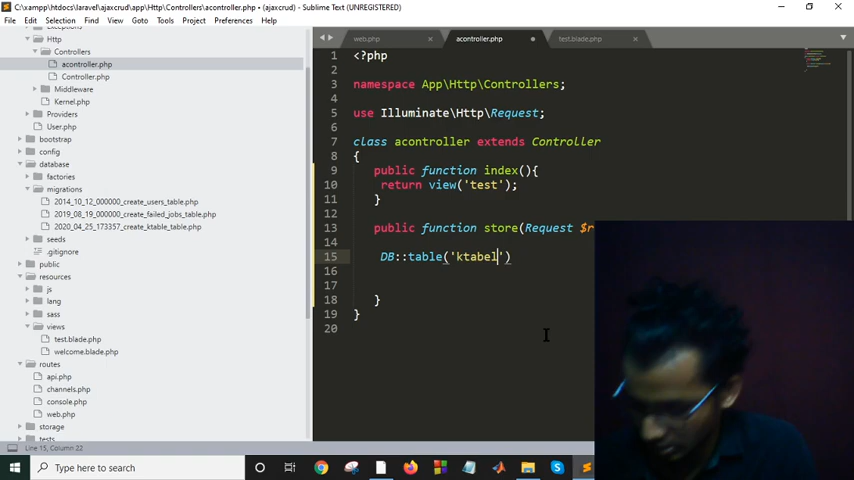 C:\xampp\htdocs\laravel\ajaxcrud\app\Http\Controllers\acontroller.php • (ajaxcrud) - Sublime Text (UNREGISTERED)
File Edit Selection Find View Goto Tools Project Preferences Help
Http
Controllers
acontroller.php
Controller.php
Middleware
Kernel.php
Providers
User.php
bootstrap
config
database
factories
migrations
2014_10_12_000000_create_users_table.php
2019_08_19_000000_create_failed_jobs_table.php
2020_04_25_173357_create_ktable_table.php
seeds
.gitignore
public
resources
js
lang
sass
views
test.blade.php
welcome.blade.php
routes
api.php
channels.php
console.php
web.php
storage
tests
web.php acontroller.php test.blade.php
1 <?php
2
3 namespace App\Http\Controllers;
4
5 use Illuminate\Http\Request;
6
7 class acontroller extends Controller
8 {
9 public function index(){
10 return view('test');
11 }
12
13 public function store(Request $r
14
15 DB::table('ktabel')
16
17
18 }
19 }
20
Line 15, Column 22
Type here to search